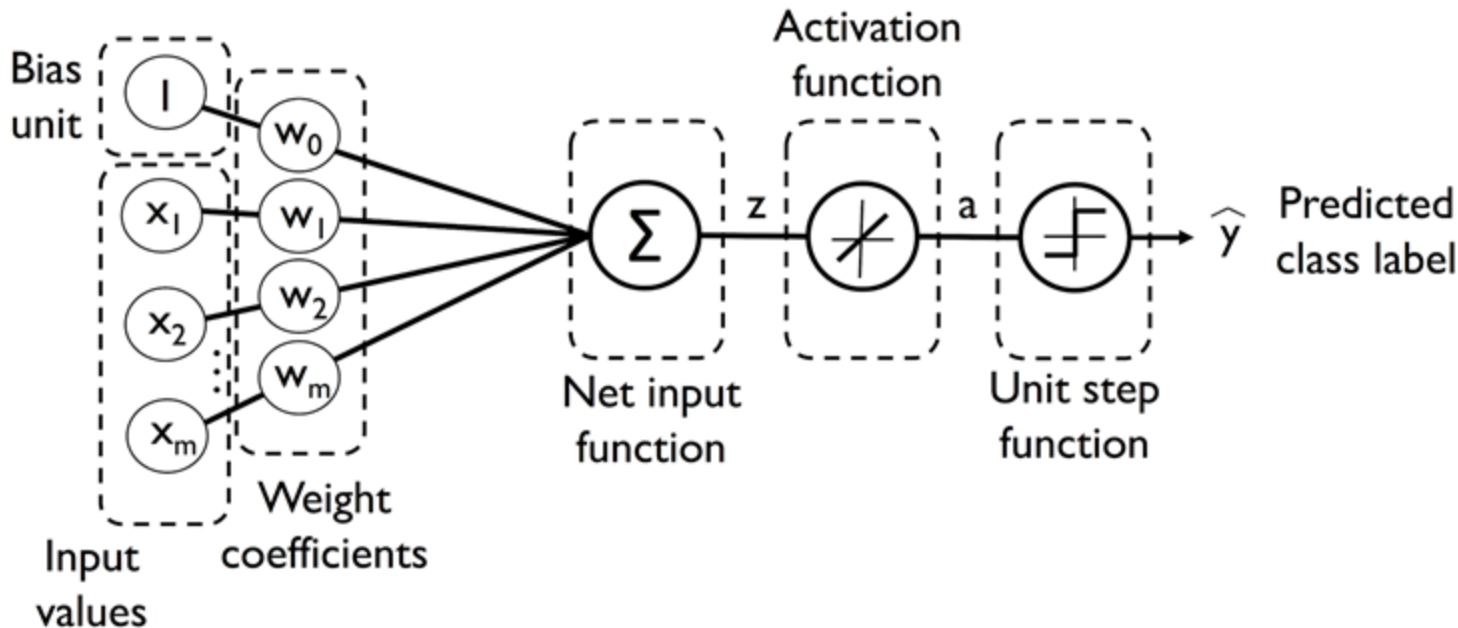 Activation
function
Bias
unit
1
w₀
x₁
w₁
x₂
w₂
⋮
xₘ
wₘ
Σ
z
a
ŷ
Predicted
class label
Net input
function
Unit step
function
Weight
coefficients
Input
values